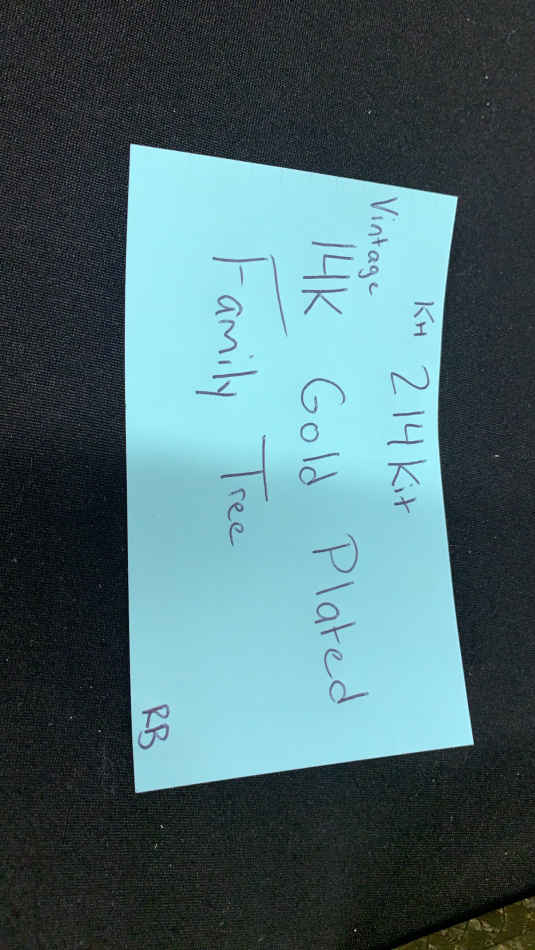 KH 214Kit
Vintage
14K Gold Plated
Family Tree
RB